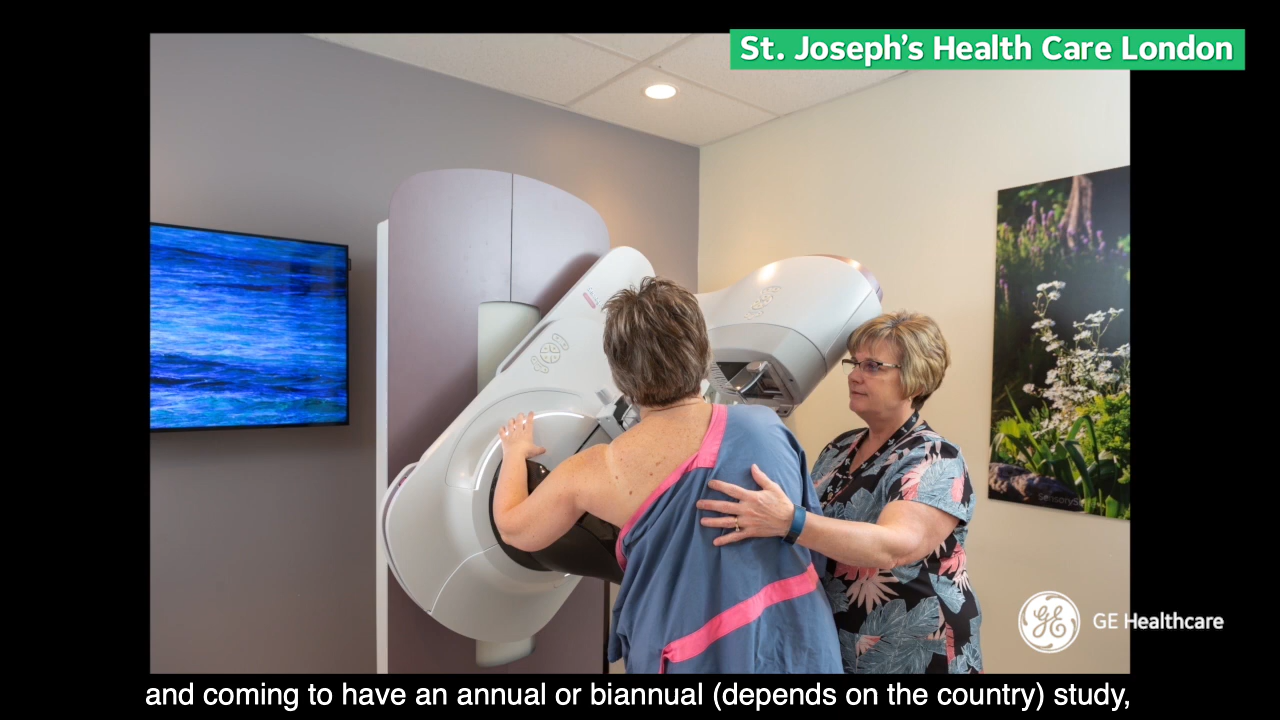 St. Joseph's Health Care London
SensorySu
GE Healthcare
and coming to have an annual or biannual (depends on the country) study,